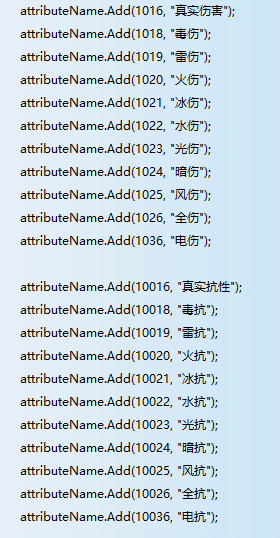 attributeName.Add(1016, "真实伤害");
attributeName.Add(1018, "毒伤");
attributeName.Add(1019, "雷伤");
attributeName.Add(1020, "火伤");
attributeName.Add(1021, "冰伤");
attributeName.Add(1022, "水伤");
attributeName.Add(1023, "光伤");
attributeName.Add(1024, "暗伤");
attributeName.Add(1025, "风伤");
attributeName.Add(1026, "全伤");
attributeName.Add(1036, "电伤");
attributeName.Add(10016, "真实抗性");
attributeName.Add(10018, "毒抗");
attributeName.Add(10019, "雷抗");
attributeName.Add(10020, "火抗");
attributeName.Add(10021, "冰抗");
attributeName.Add(10022, "水抗");
attributeName.Add(10023, "光抗");
attributeName.Add(10024, "暗抗");
attributeName.Add(10025, "风抗");
attributeName.Add(10026, "全抗");
attributeName.Add(10036, "电抗");